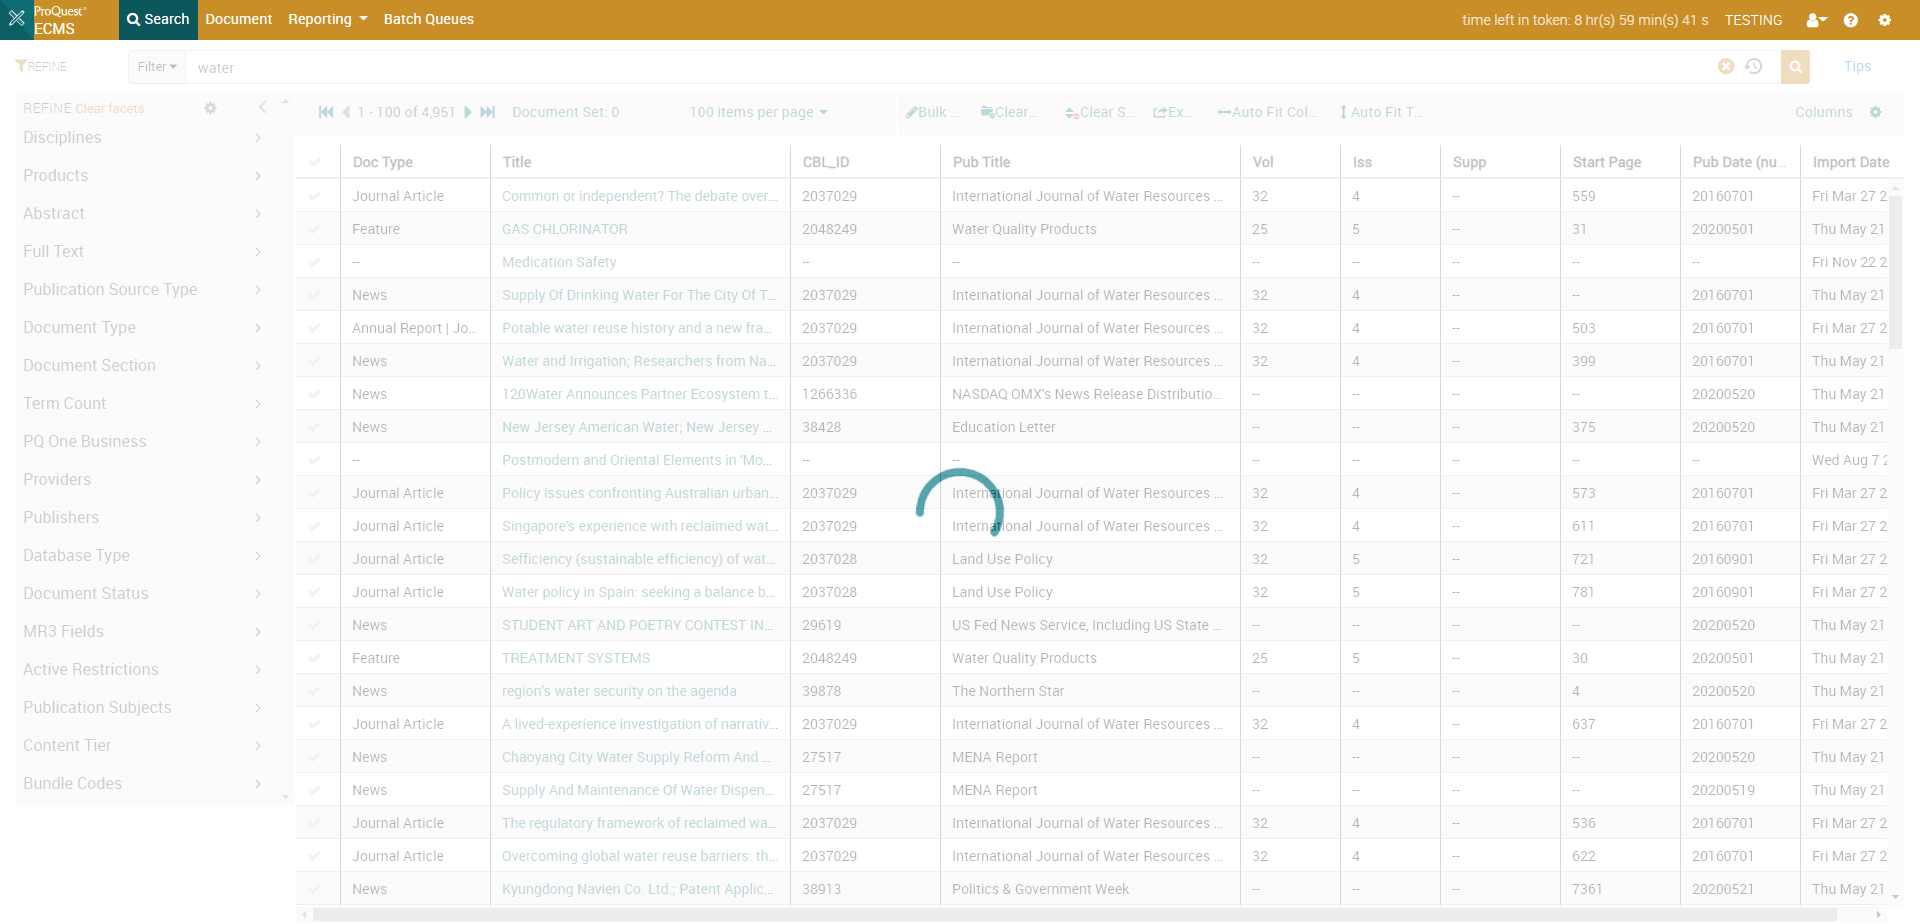 ProQuest®
ECMS
Search Document Reporting Batch Queues
time left in token: 8 hr(s) 59 min(s) 41 s TESTING
REFINE Filter water Tips
REFINE Clear facets
Disciplines
Products
Abstract
Full Text
Publication Source Type
Document Type
Document Section
Term Count
PQ One Business
Providers
Publishers
Database Type
Document Status
MR3 Fields
Active Restrictions
Publication Subjects
Content Tier
Bundle Codes
1 - 100 of 4,951 Document Set: 0 100 items per page Bulk ... Clear... Clear S... Ex... Auto Fit Col... Auto Fit T... Columns
Doc Type Title CBL_ID Pub Title Vol Iss Supp Start Page Pub Date (nu... Import Date
Journal Article Common or independent? The debate over... 2037029 International Journal of Water Resources ... 32 4 -- 559 20160701 Fri Mar 27 2
Feature GAS CHLORINATOR 2048249 Water Quality Products 25 5 -- 31 20200501 Thu May 21
-- Medication Safety -- -- -- -- -- -- -- Fri Nov 22 2
News Supply Of Drinking Water For The City Of T... 2037029 International Journal of Water Resources ... 32 4 -- -- 20160701 Thu May 21
Annual Report | Jo... Potable water reuse history and a new fra... 2037029 International Journal of Water Resources ... 32 4 -- 503 20160701 Fri Mar 27 2
News Water and Irrigation; Researchers from Na... 2037029 International Journal of Water Resources ... 32 4 -- 399 20160701 Thu May 21
News 120Water Announces Partner Ecosystem t... 1266336 NASDAQ OMX's News Release Distributio... -- -- -- -- 20200520 Thu May 21
News New Jersey American Water; New Jersey ... 38428 Education Letter -- -- -- 375 20200520 Thu May 21
-- Postmodern and Oriental Elements in 'Mo... -- -- -- -- -- -- -- Wed Aug 7 2
Journal Article Policy issues confronting Australian urban... 2037029 International Journal of Water Resources ... 32 4 -- 573 20160701 Fri Mar 27 2
Journal Article Singapore's experience with reclaimed wat... 2037029 International Journal of Water Resources ... 32 4 -- 611 20160701 Fri Mar 27 2
Journal Article Sefficiency (sustainable efficiency) of wat... 2037028 Land Use Policy 32 5 -- 721 20160901 Fri Mar 27 2
Journal Article Water policy in Spain: seeking a balance b... 2037028 Land Use Policy 32 5 -- 781 20160901 Fri Mar 27 2
News STUDENT ART AND POETRY CONTEST IN... 29619 US Fed News Service, Including US State ... -- -- -- -- 20200520 Thu May 21
Feature TREATMENT SYSTEMS 2048249 Water Quality Products 25 5 -- 30 20200501 Thu May 21
News region's water security on the agenda 39878 The Northern Star -- -- -- 4 20200520 Thu May 21
Journal Article A lived-experience investigation of narrativ... 2037029 International Journal of Water Resources ... 32 4 -- 637 20160701 Fri Mar 27 2
News Chaoyang City Water Supply Reform And ... 27517 MENA Report -- -- -- -- 20200520 Thu May 21
News Supply And Maintenance Of Water Dispen... 27517 MENA Report -- -- -- -- 20200519 Thu May 21
Journal Article The regulatory framework of reclaimed wa... 2037029 International Journal of Water Resources ... 32 4 -- 536 20160701 Fri Mar 27 2
Journal Article Overcoming global water reuse barriers: th... 2037029 International Journal of Water Resources ... 32 4 -- 622 20160701 Fri Mar 27 2
News Kyungdong Navien Co. Ltd.; Patent Applic... 38913 Politics & Government Week -- -- -- 7361 20200521 Thu May 21